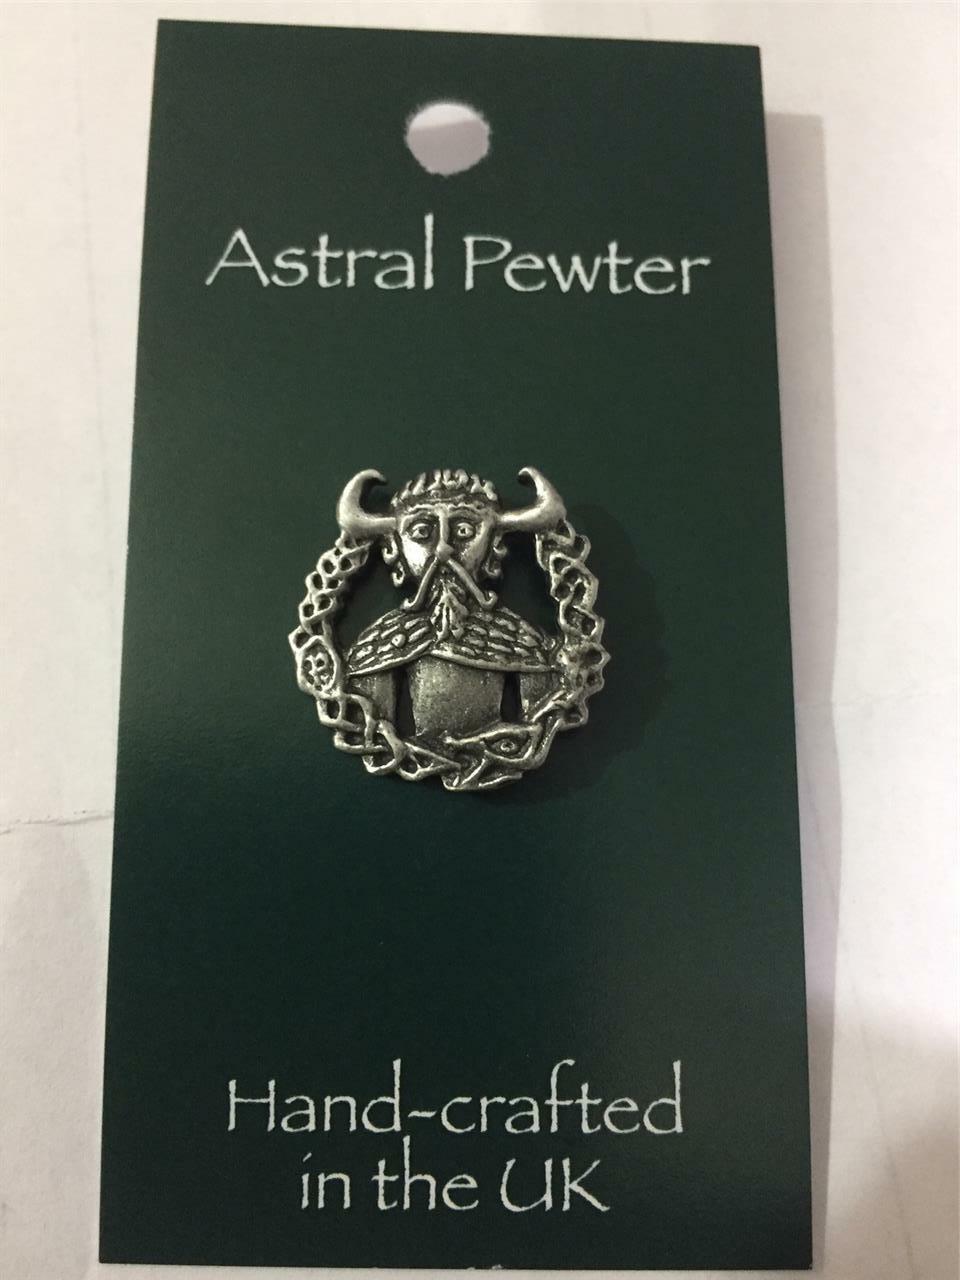 Astral Pewter
Hand-crafted
in the UK